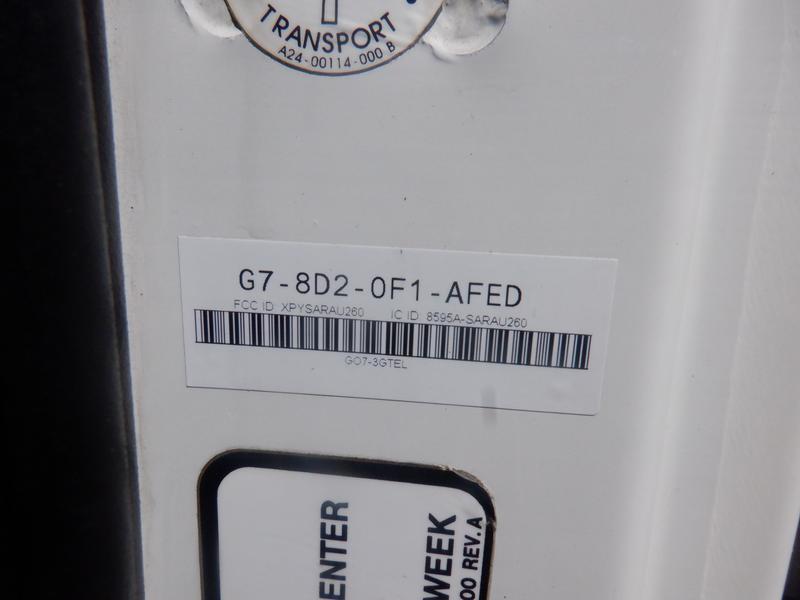 TRANSPORT
A24-00114-000 B
G7-8D2-0F1-AFED
FCC ID XPYSARAU260 IC ID 8595A-SARAU260
GO7-3GTEL
ENTER
WEEK
00 REV.A